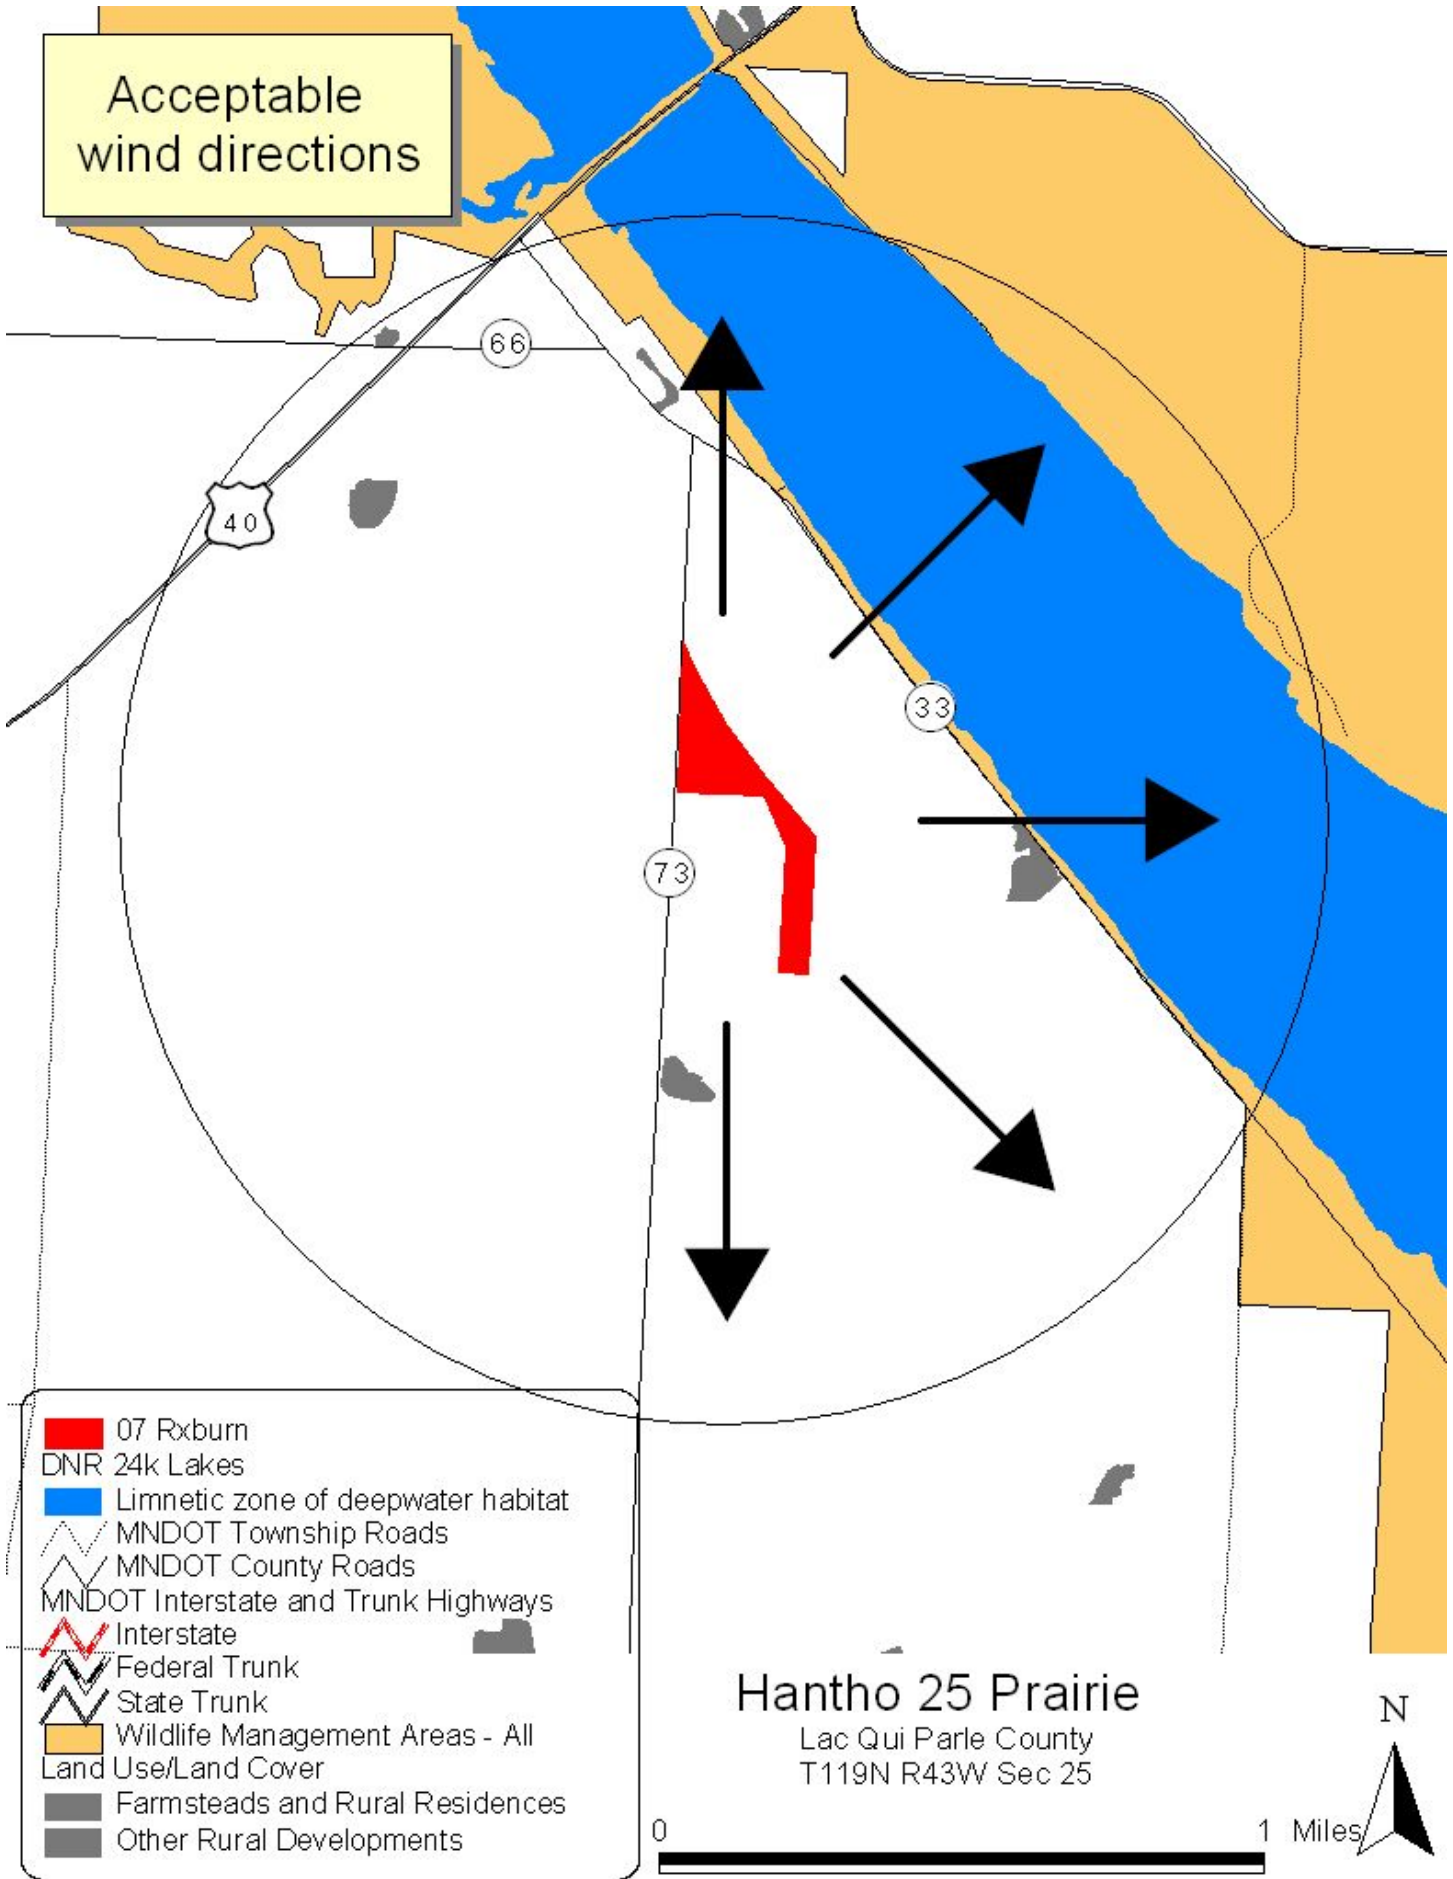 Acceptable
wind directions
66
40
33
73
07 Rxburn
DNR 24k Lakes
Limnetic zone of deepwater habitat
MNDOT Township Roads
MNDOT County Roads
MNDOT Interstate and Trunk Highways
Interstate
Federal Trunk
State Trunk
Wildlife Management Areas - All
Land Use/Land Cover
Farmsteads and Rural Residences
Other Rural Developments
Hantho 25 Prairie
Lac Qui Parle County
T119N R43W Sec 25
0 1 Miles
N